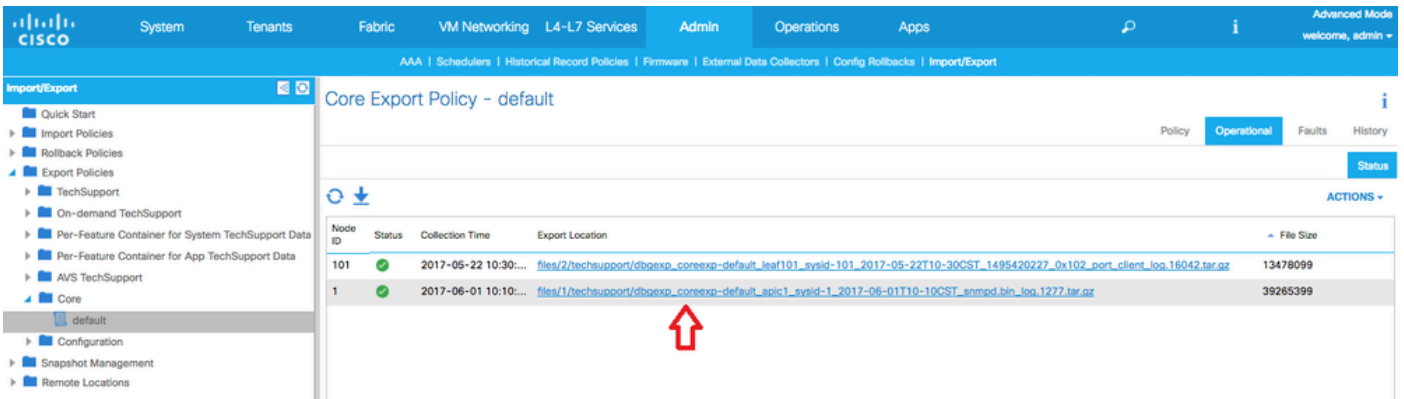 CISCO
System Tenants Fabric VM Networking L4-L7 Services Admin Operations Apps i Advanced Mode
welcome, admin
AAA | Schedulers | Historical Record Policies | Firmware | External Data Collectors | Config Rollbacks | Import/Export
Import/Export
Quick Start
Import Policies
Rollback Policies
Export Policies
TechSupport
On-demand TechSupport
Per-Feature Container for System TechSupport Data
Per-Feature Container for App TechSupport Data
AVS TechSupport
Core
default
Configuration
Snapshot Management
Remote Locations
Core Export Policy - default
i
Policy Operational Faults History
Status
ACTIONS
Node ID Status Collection Time Export Location File Size
101 2017-05-22 10:30:... files/2/techsupport/dbgexp_coreexp-default_leaf101_sysid-101_2017-05-22T10-30CST_1495420227_0x102_port_client_log.16042.tar.gz 13478099
1 2017-06-01 10:10:... files/1/techsupport/dbgexp_coreexp-default_apic1_sysid-1_2017-06-01T10-10CST_snmpd.bin_log.1277.tar.gz 39265399